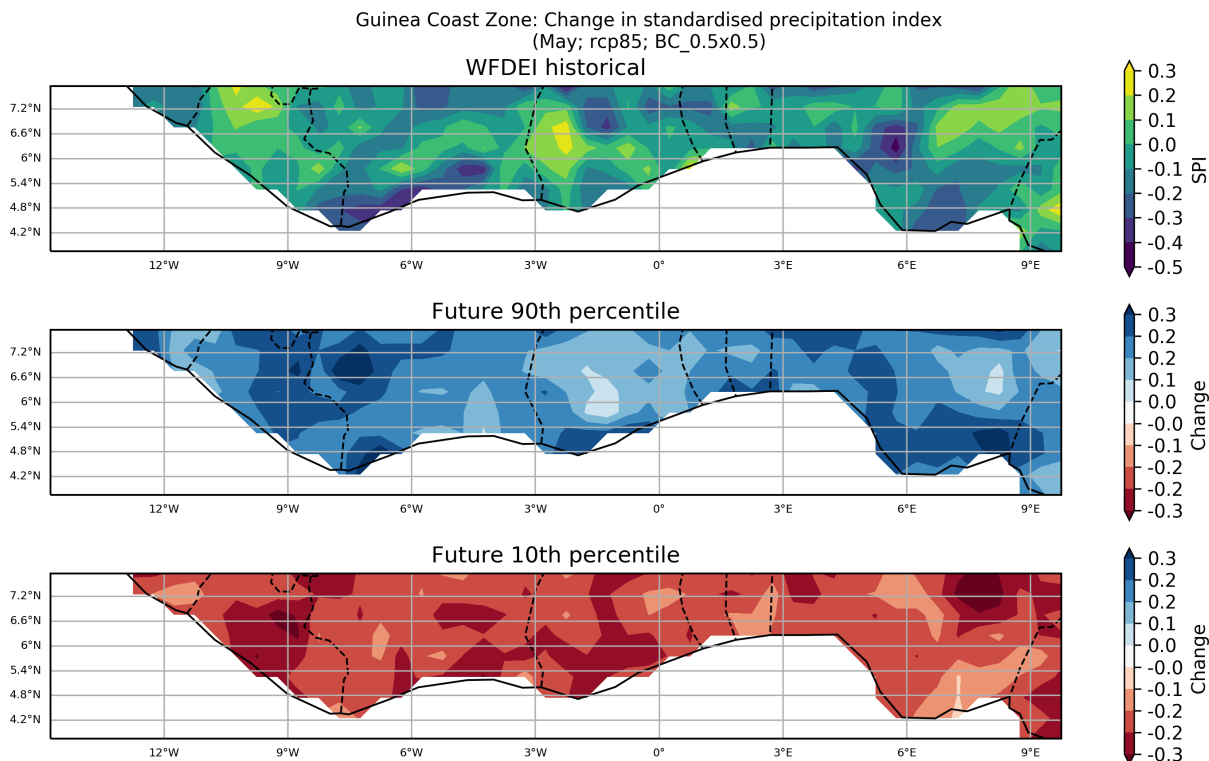 Guinea Coast Zone: Change in standardised precipitation index
(May; rcp85; BC_0.5x0.5)
WFDEI historical
7.2°N
6.6°N
6°N
5.4°N
4.8°N
4.2°N
12°W 9°W 6°W 3°W 0° 3°E 6°E 9°E
0.3
0.2
0.1
0.0
-0.1
-0.2
-0.3
-0.4
-0.5
SPI
Future 90th percentile
7.2°N
6.6°N
6°N
5.4°N
4.8°N
4.2°N
12°W 9°W 6°W 3°W 0° 3°E 6°E 9°E
0.3
0.2
0.2
0.1
0.0
-0.0
-0.1
-0.2
-0.2
-0.3
Change
Future 10th percentile
7.2°N
6.6°N
6°N
5.4°N
4.8°N
4.2°N
12°W 9°W 6°W 3°W 0° 3°E 6°E 9°E
0.3
0.2
0.2
0.1
0.0
-0.0
-0.1
-0.2
-0.2
-0.3
Change